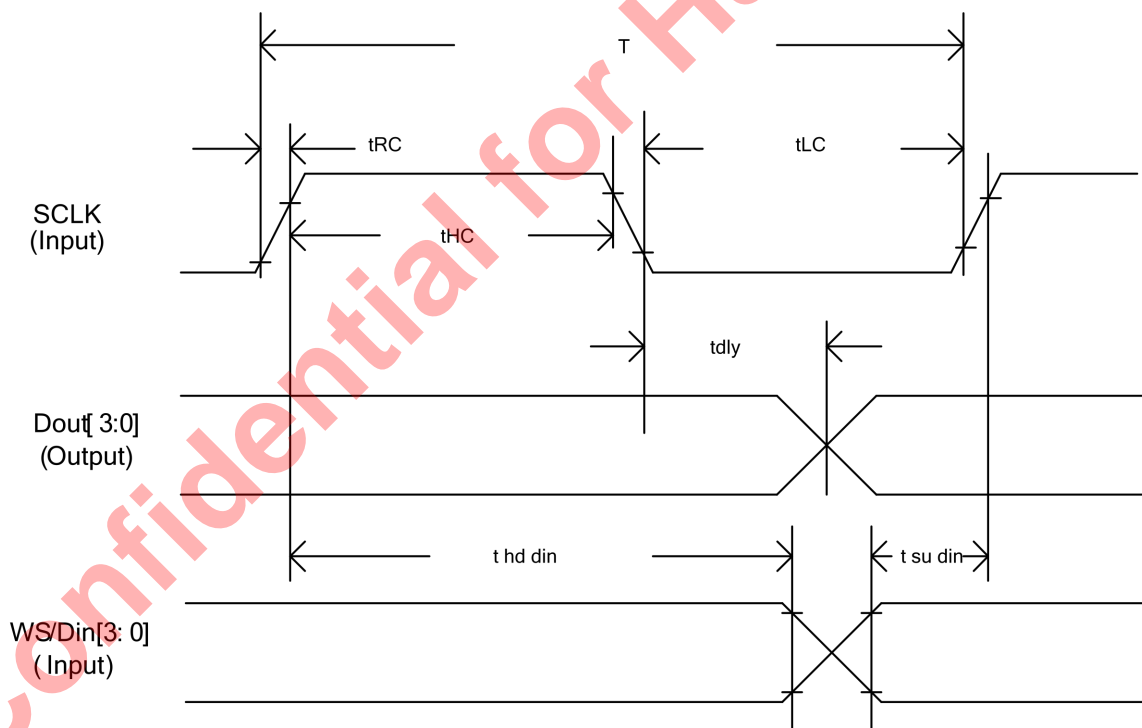 T
tRC
tLC
SCLK
(Input)
tHC
tdly
Dout[ 3:0]
(Output)
t hd din
t su din
WS/Din[3: 0]
( Input)
Confidential for H